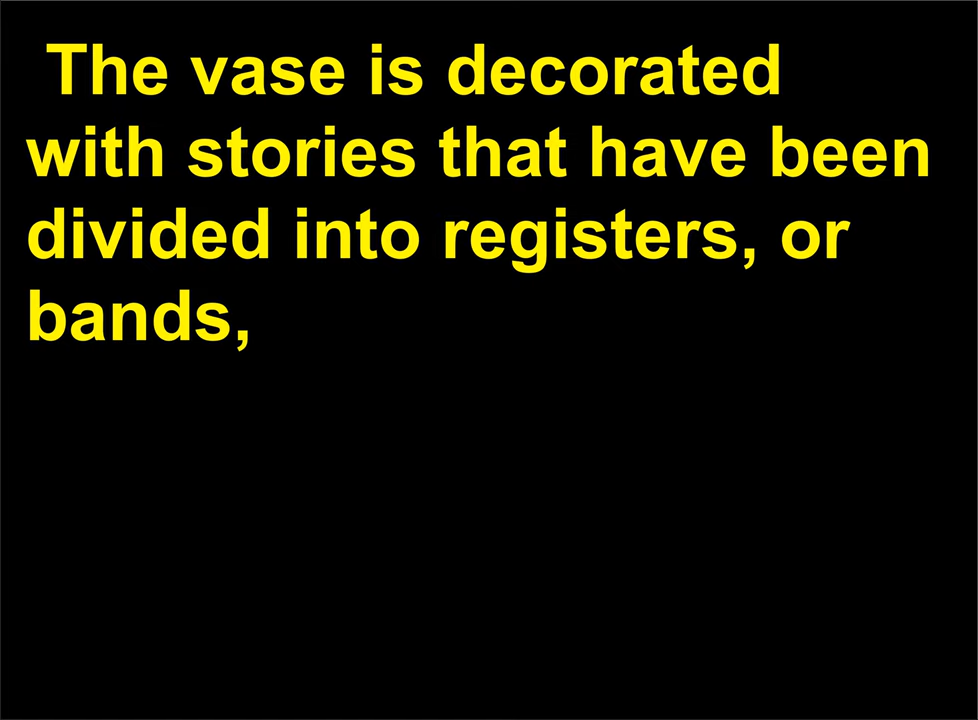 The vase is decorated
with stories that have been
divided into registers, or
bands,